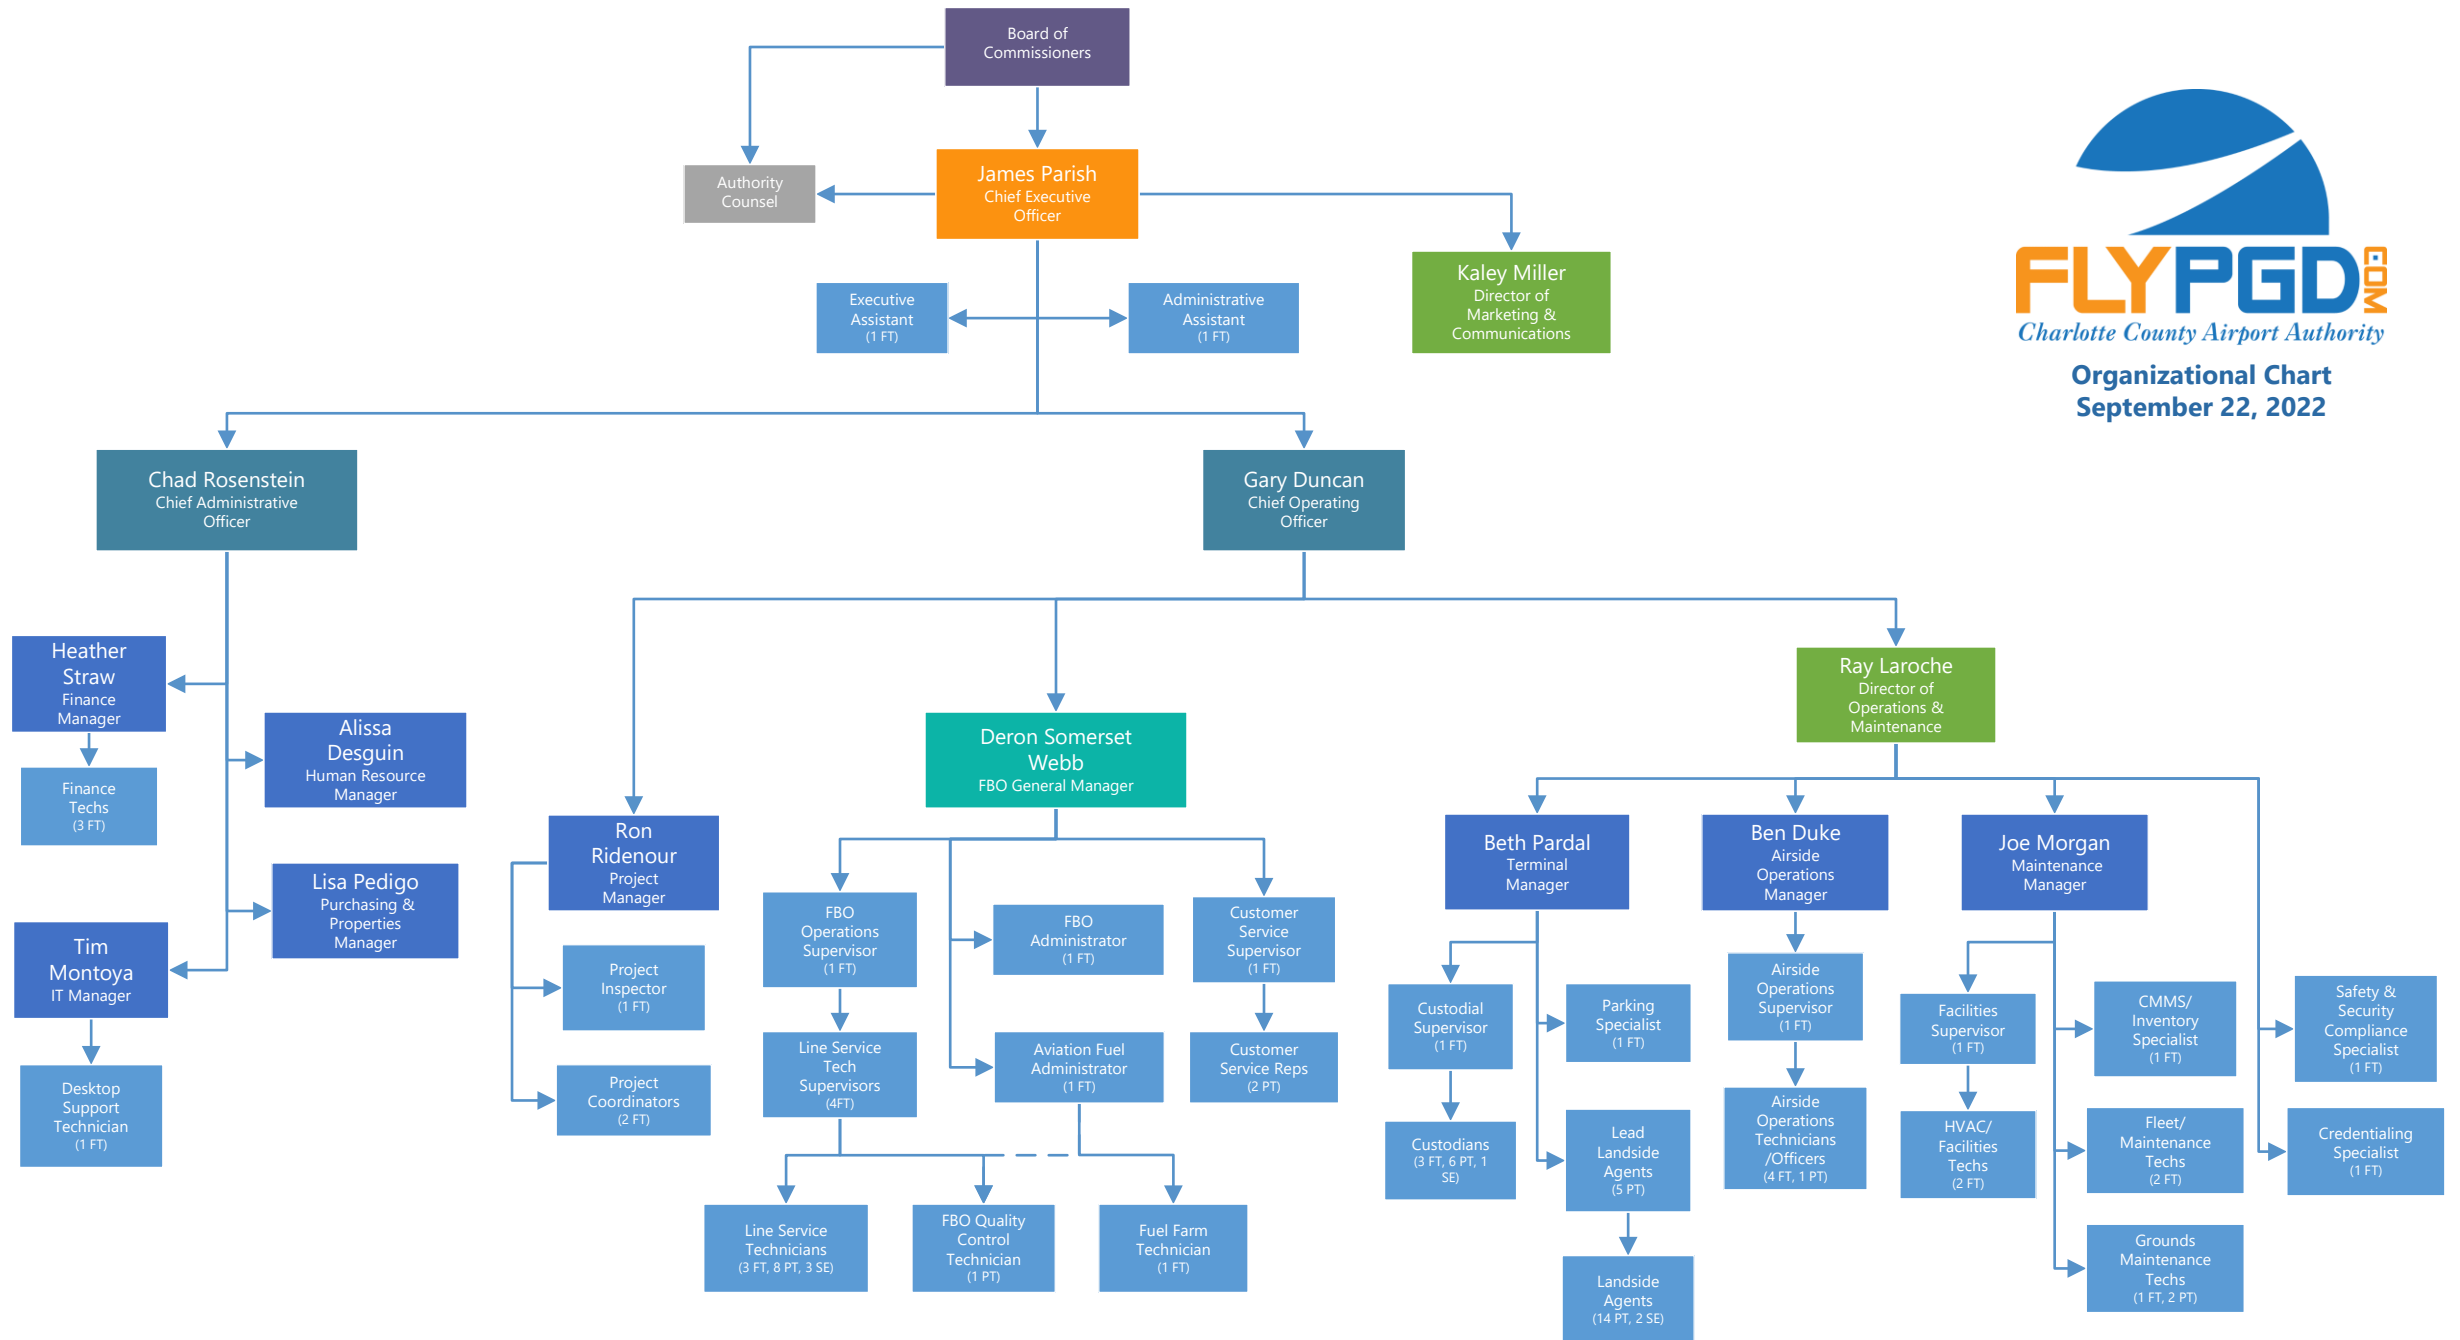 Board of
Commissioners
Authority
Counsel
James Parish
Chief Executive
Officer
Executive
Assistant
(1 FT)
Administrative
Assistant
(1 FT)
Kaley Miller
Director of
Marketing &
Communications
FLYPGD.COM
Charlotte County Airport Authority
Organizational Chart
September 22, 2022
Chad Rosenstein
Chief Administrative
Officer
Gary Duncan
Chief Operating
Officer
Heather
Straw
Finance
Manager
Finance
Techs
(3 FT)
Alissa
Desguin
Human Resource
Manager
Lisa Pedigo
Purchasing &
Properties
Manager
Tim
Montoya
IT Manager
Desktop
Support
Technician
(1 FT)
Ron
Ridenour
Project
Manager
Project
Inspector
(1 FT)
Project
Coordinators
(2 FT)
Deron Somerset
Webb
FBO General Manager
FBO
Operations
Supervisor
(1 FT)
Line Service
Tech
Supervisors
(4FT)
FBO
Administrator
(1 FT)
Aviation Fuel
Administrator
(1 FT)
Customer
Service
Supervisor
(1 FT)
Customer
Service Reps
(2 PT)
Line Service
Technicians
(3 FT, 8 PT, 3 SE)
FBO Quality
Control
Technician
(1 PT)
Fuel Farm
Technician
(1 FT)
Ray Laroche
Director of
Operations &
Maintenance
Beth Pardal
Terminal
Manager
Custodial
Supervisor
(1 FT)
Custodians
(3 FT, 6 PT, 1
SE)
Parking
Specialist
(1 FT)
Lead
Landside
Agents
(5 PT)
Landside
Agents
(14 PT, 2 SE)
Ben Duke
Airside
Operations
Manager
Airside
Operations
Supervisor
(1 FT)
Airside
Operations
Technicians
/Officers
(4 FT, 1 PT)
Joe Morgan
Maintenance
Manager
Facilities
Supervisor
(1 FT)
HVAC/
Facilities
Techs
(2 FT)
CMMS/
Inventory
Specialist
(1 FT)
Fleet/
Maintenance
Techs
(2 FT)
Grounds
Maintenance
Techs
(1 FT, 2 PT)
Safety &
Security
Compliance
Specialist
(1 FT)
Credentialing
Specialist
(1 FT)